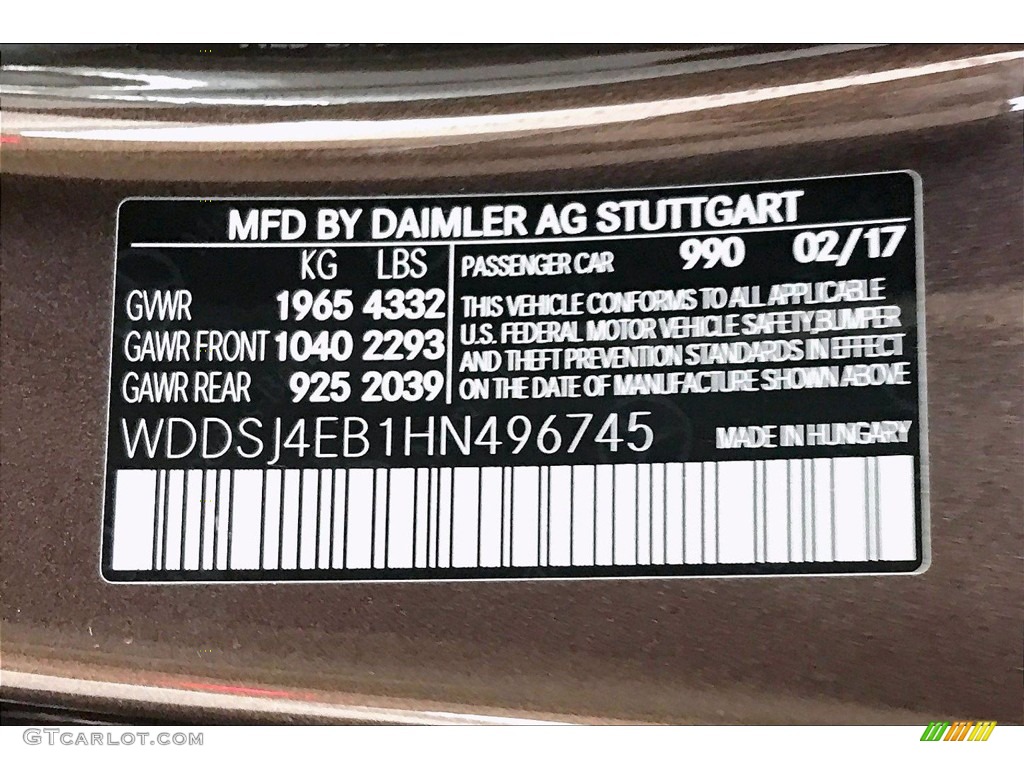 MFD BY DAIMLER AG STUTTGART
KG LBS
GVWR 1965 4332
GAWR FRONT 1040 2293
GAWR REAR 925 2039
PASSENGER CAR 990 02/17
THIS VEHICLE CONFORMS TO ALL APPLICABLE
U.S. FEDERAL MOTOR VEHICLE SAFETY, BUMPER
AND THEFT PREVENTION STANDARDS IN EFFECT
ON THE DATE OF MANUFACTURE SHOWN ABOVE
WDDSJ4EB1HN496745 MADE IN HUNGARY
GTCARLOT.COM